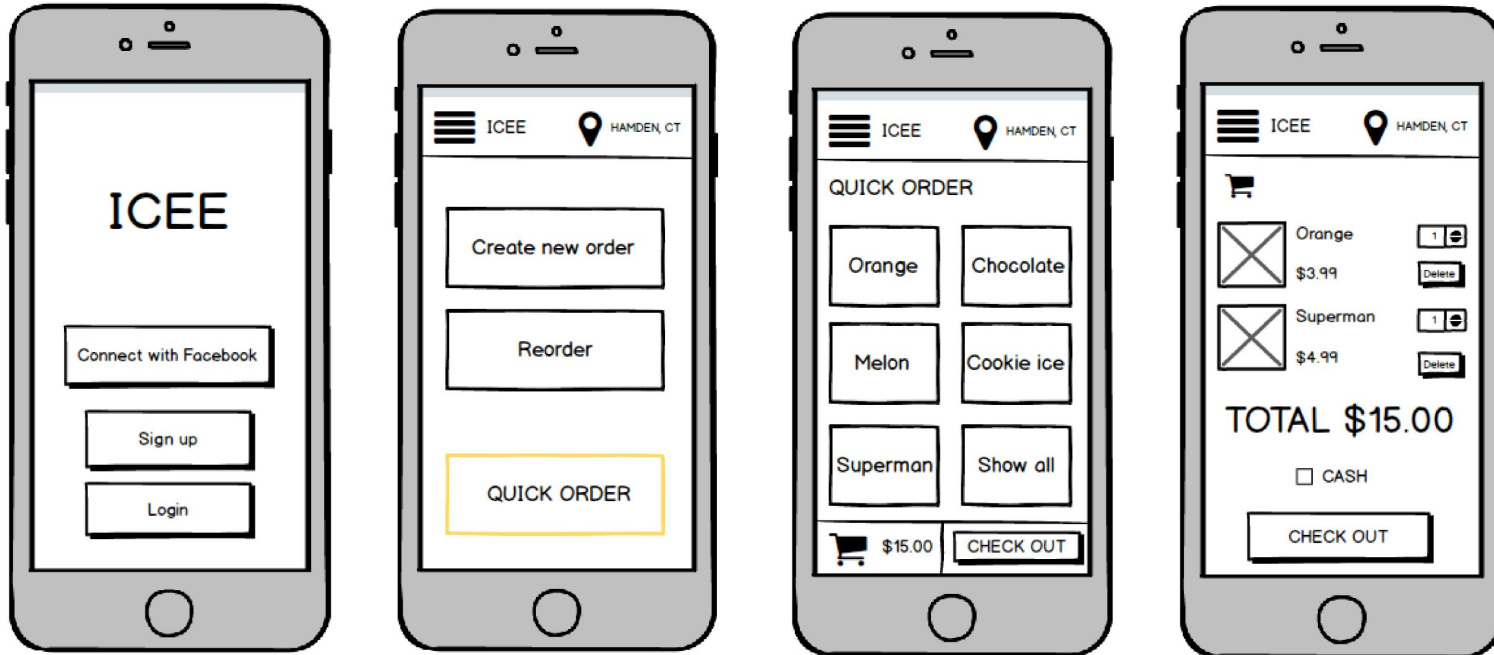 ICEE
Connect with Facebook
Sign up
Login
ICEE HAMDEN, CT
Create new order
Reorder
QUICK ORDER
ICEE HAMDEN, CT
QUICK ORDER
Orange Chocolate
Melon Cookie ice
Superman Show all
$15.00 CHECK OUT
ICEE HAMDEN, CT
Orange 1
$3.99 Delete
Superman 1
$4.99 Delete
TOTAL $15.00
CASH
CHECK OUT